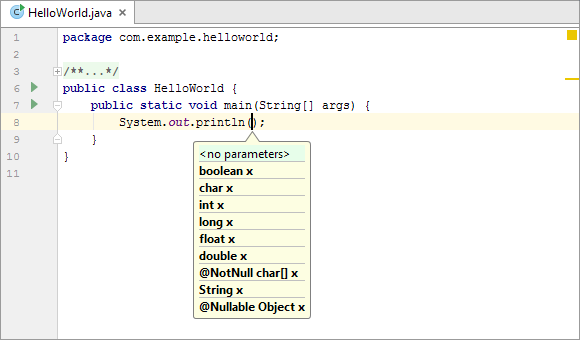 HelloWorld.java
1 package com.example.helloworld;
2
3 /**...*/
6 public class HelloWorld {
7 public static void main(String[] args) {
8 System.out.println();
9 }
10 }
11
<no parameters>
boolean x
char x
int x
long x
float x
double x
@NotNull char[] x
String x
@Nullable Object x